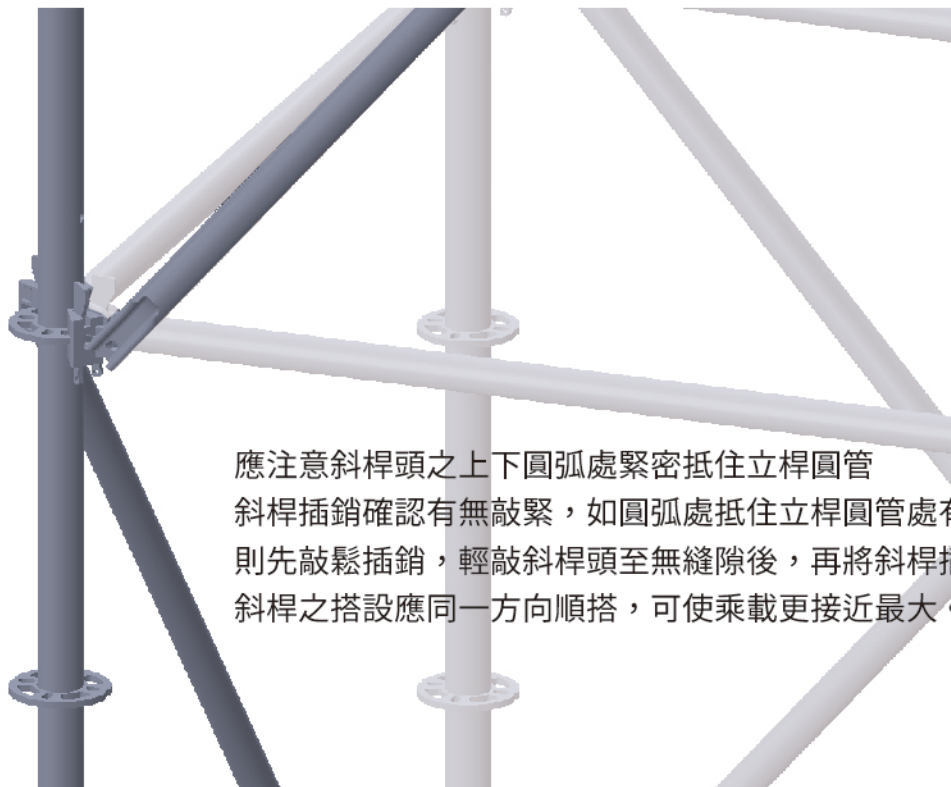 應注意斜桿頭之上下圓弧處緊密抵住立桿圓管
斜桿插銷確認有無敲緊，如圓弧處抵住立桿圓管處有
則先敲鬆插銷，輕敲斜桿頭至無縫隙後，再將斜桿
斜桿之搭設應同一方向順搭，可使乘載更接近最大